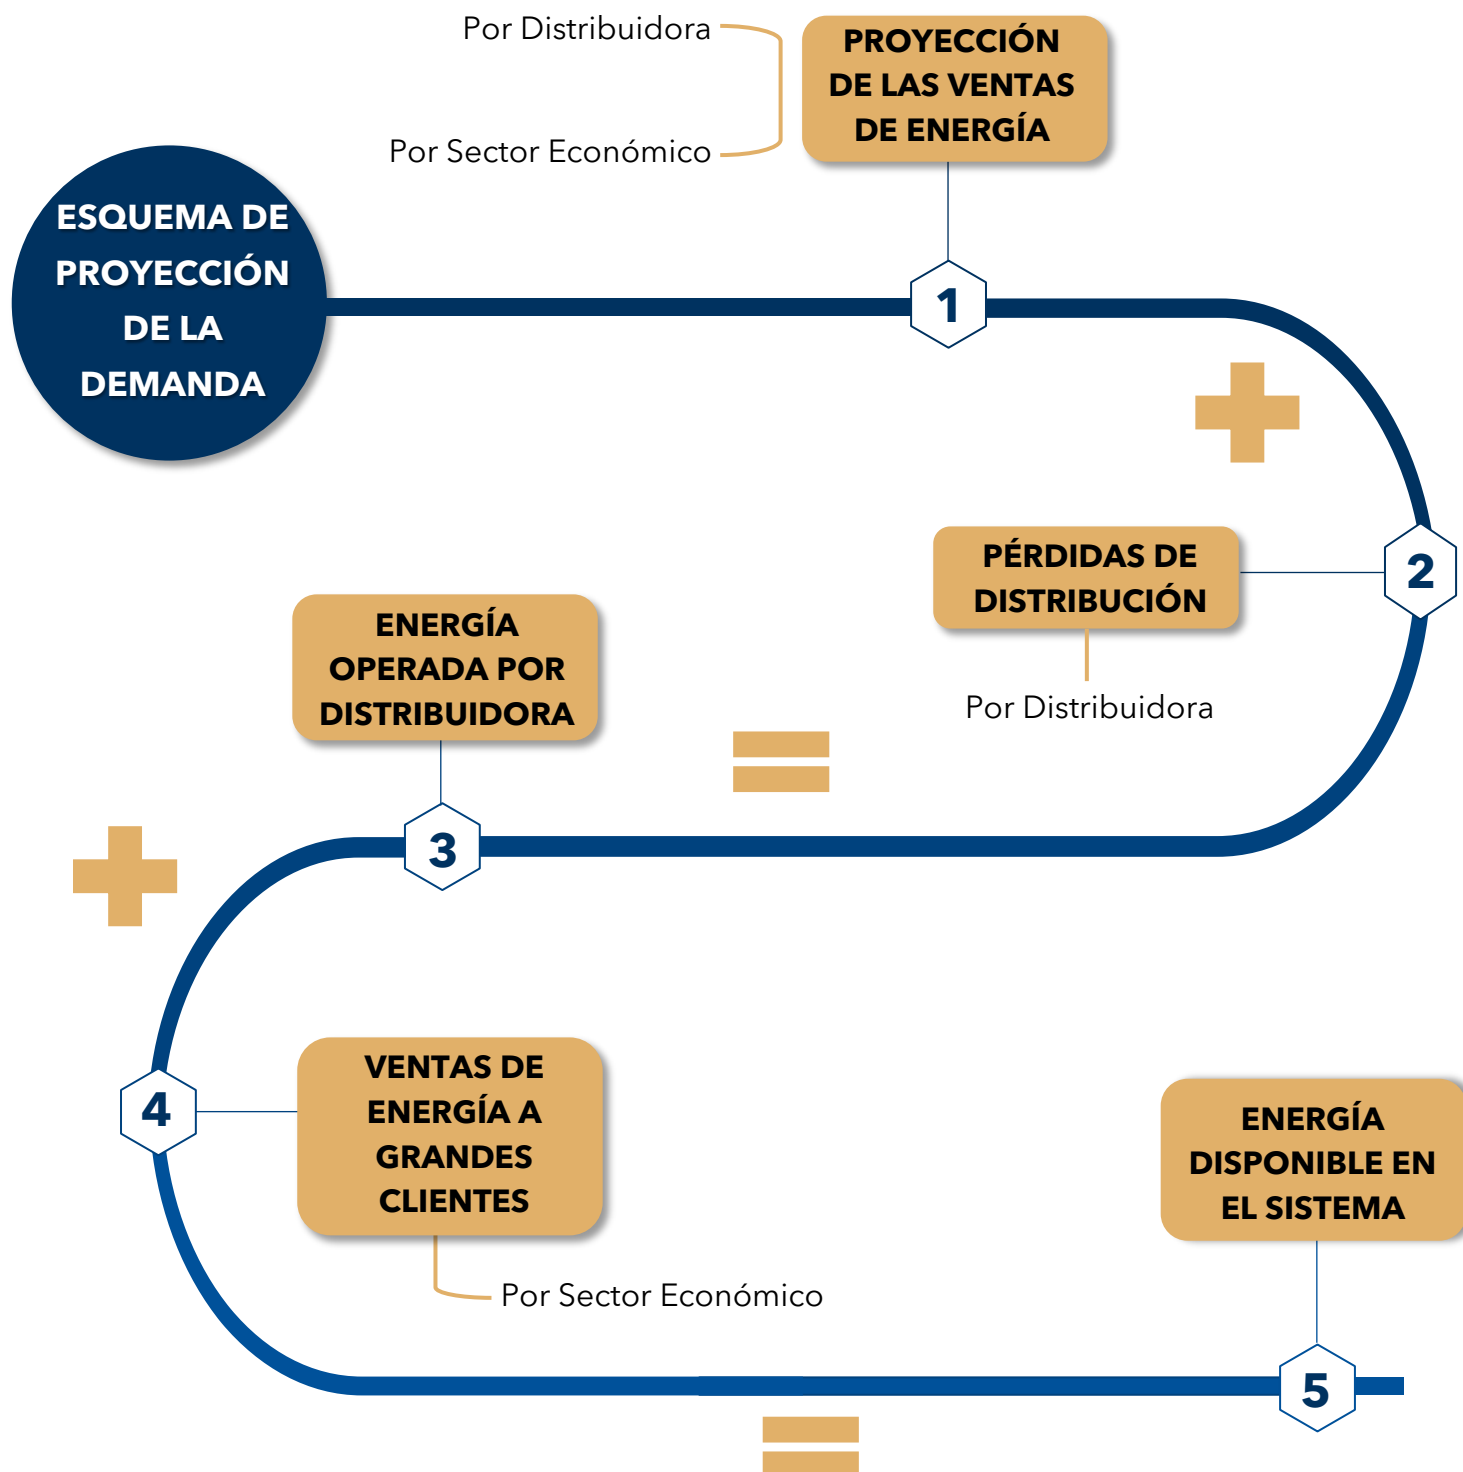 Por Distribuidora
Por Sector Económico
PROYECCIÓN
DE LAS VENTAS
DE ENERGÍA
ESQUEMA DE
PROYECCIÓN
DE LA
DEMANDA
1
+
2
PÉRDIDAS DE
DISTRIBUCIÓN
Por Distribuidora
=
ENERGÍA
OPERADA POR
DISTRIBUIDORA
3
+
4
VENTAS DE
ENERGÍA A
GRANDES
CLIENTES
Por Sector Económico
=
ENERGÍA
DISPONIBLE EN
EL SISTEMA
5